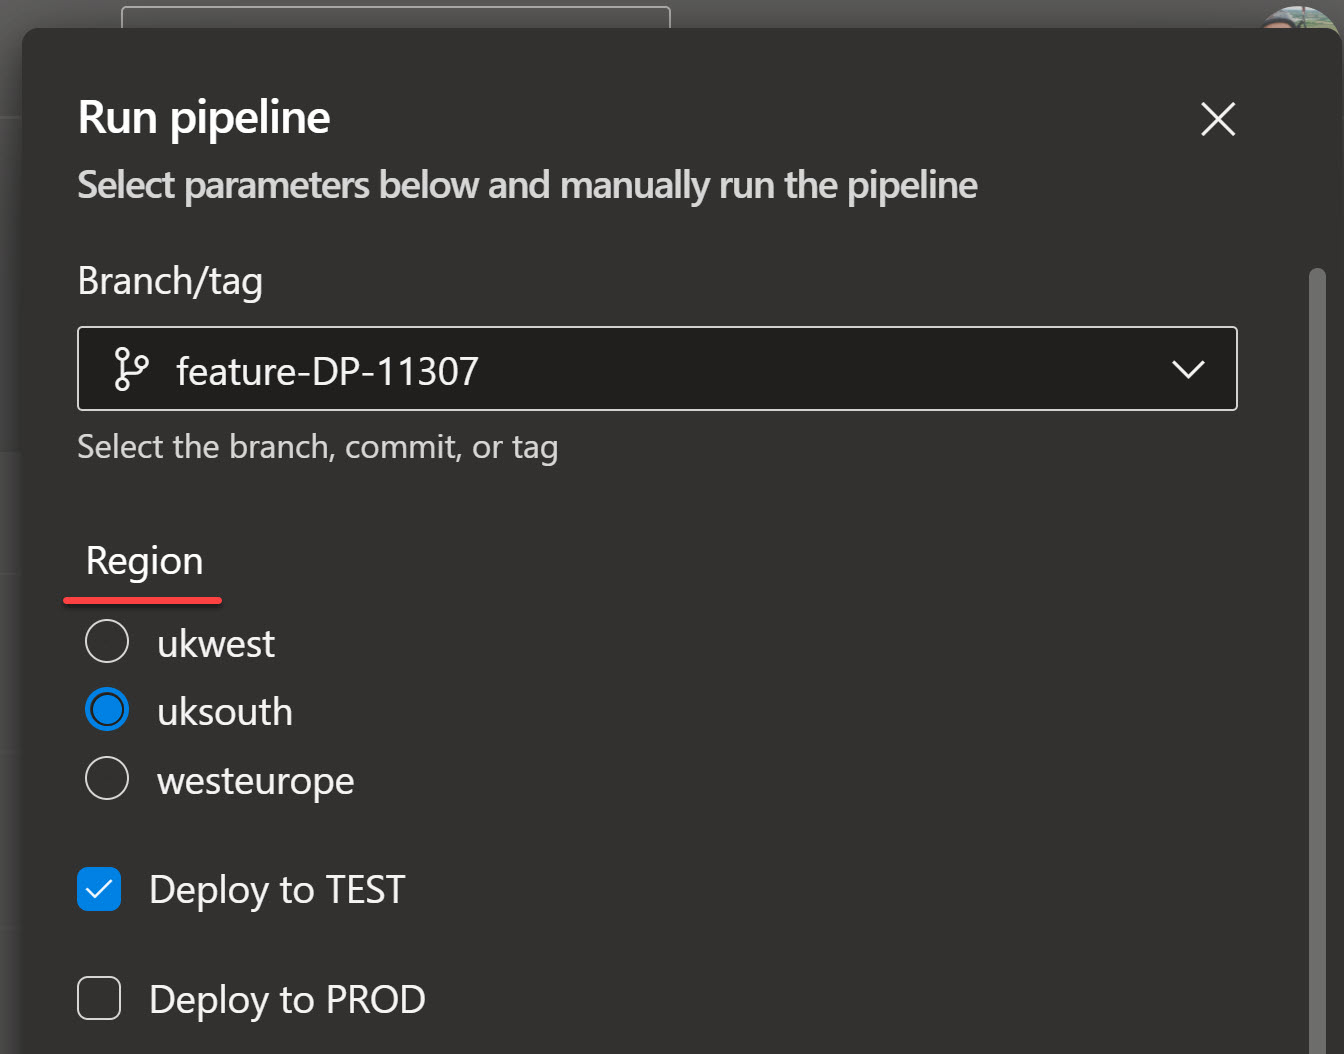 Run pipeline
Select parameters below and manually run the pipeline
Branch/tag
feature-DP-11307
Select the branch, commit, or tag
Region
ukwest
uksouth
westeurope
Deploy to TEST
Deploy to PROD